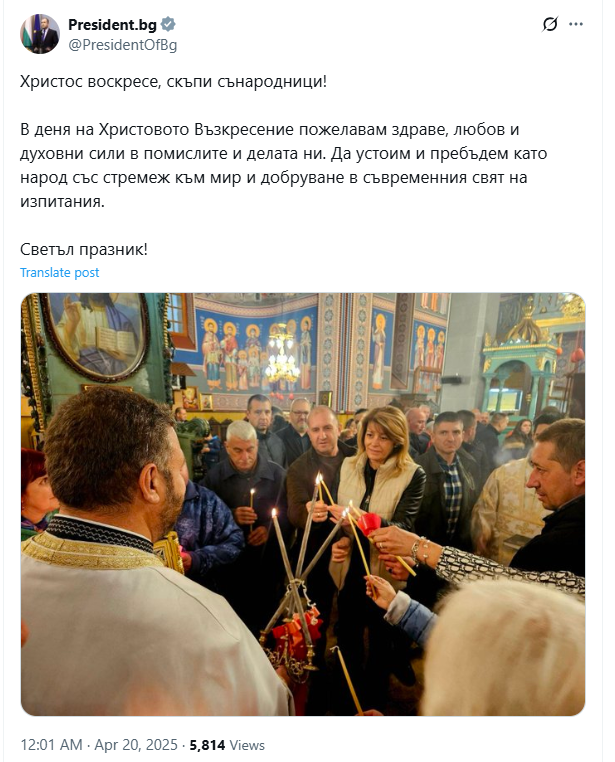 President.bg
@PresidentOfBg
Христос воскресе, скъпи сънародници!
В деня на Христовото Възкресение пожелавам здраве, любов и
духовни сили в помислите и делата ни. Да устоим и пребъдем като
народ със стремеж към мир и добруване в съвременния свят на
изпитания.
Светъл празник!
Translate post
12:01 AM · Apr 20, 2025 · 5,814 Views